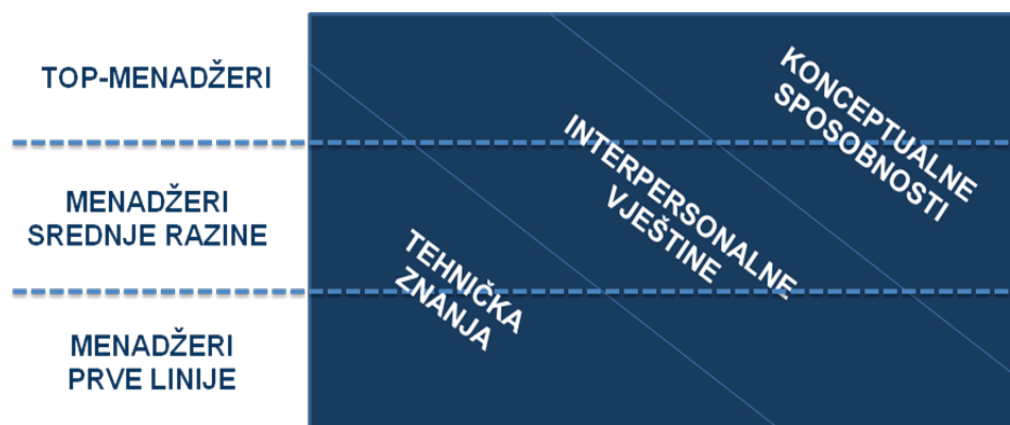 TOP-MENADŽERI
MENADŽERI
SREDNJE RAZINE
MENADŽERI
PRVE LINIJE
TEHNIČKA
ZNANJA
INTERPERSONALNE
VJEŠTINE
KONCEPTUALNE
SPOSOBNOSTI